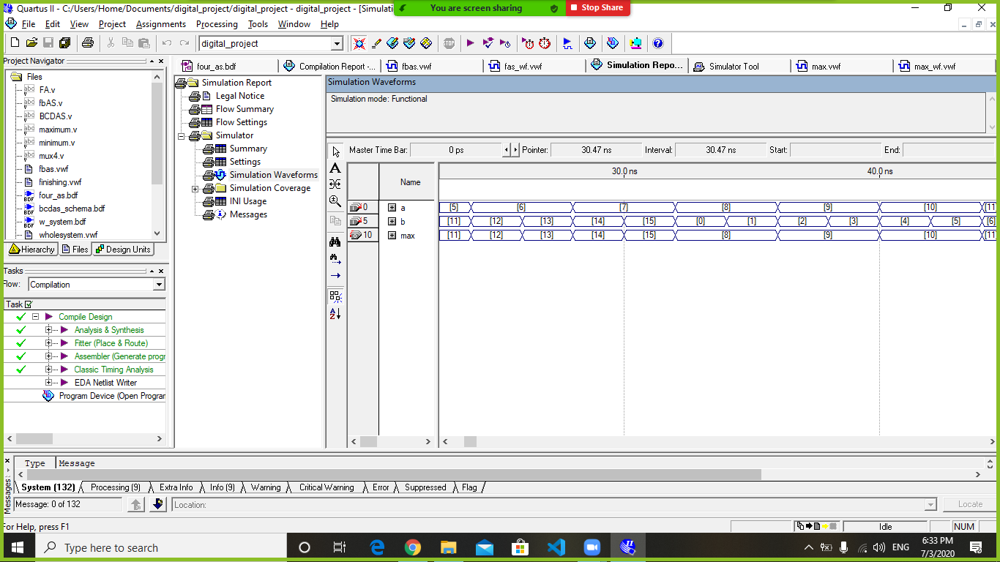 Quartus II - C:/Users/Home/Documents/digital_project/digital_project - digital_project - [Simulati
You are screen sharing
Stop Share
File Edit View Project Assignments Processing Tools Window Help
digital_project
STOP
Project Navigator
Files
FA.v
fbAS.v
BCDAS.v
maximum.v
minimum.v
mux4.v
fbas.vwf
finishing.vwf
four_as.bdf
bcdas_schema.bdf
w_system.bdf
wholesystem.vwf
Hierarchy Files Design Units
Tasks
Flow: Compilation
Task
Compile Design
Analysis & Synthesis
Fitter (Place & Route)
Assembler (Generate progr
Classic Timing Analysis
EDA Netlist Writer
Program Device (Open Progran
four_as.bdf Compilation Report -... fbas.vwf fas_wf.vwf Simulation Repo... Simulator Tool max.vwf max_wf.vwf
Simulation Report
Legal Notice
Flow Summary
Flow Settings
Simulator
Summary
Settings
Simulation Waveforms
Simulation Coverage
INI Usage
Messages
Simulation Waveforms
Simulation mode: Functional
Master Time Bar: 0 ps Pointer: 30.47 ns Interval: 30.47 ns Start: End:
Name 30.0 ns 40.0 ns
0 a [5] [6] [7] [8] [9] [10] [11]
5 b [11] [12] [13] [14] [15] [0] [1] [2] [3] [4] [5] [6]
10 max [11] [12] [13] [14] [15] [8] [9] [10] [11]
Messages
Type Message
System (132) Processing (9) Extra Info Info (9) Warning Critical Warning Error Suppressed Flag
Message: 0 of 132 Location: Locate
For Help, press F1 Idle NUM
Type here to search
ENG
6:33 PM
7/3/2020